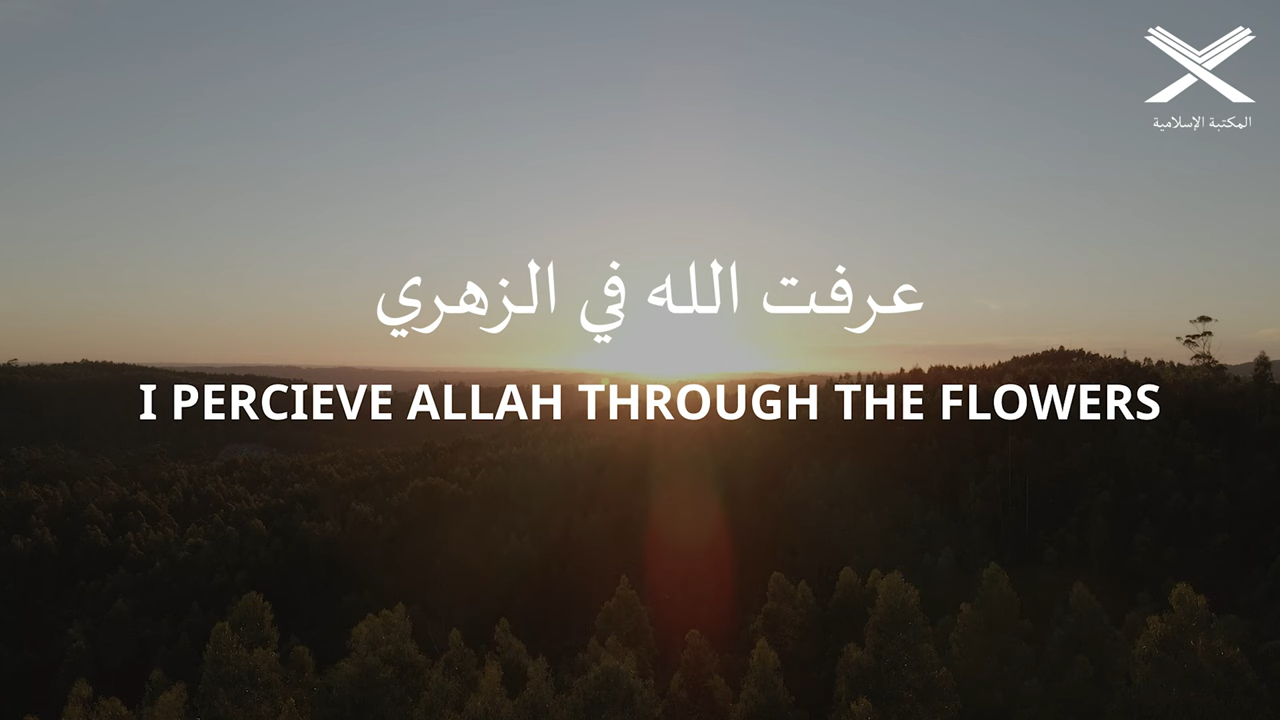 المكتبة الإسلامية
عرفت الله في الزهري
I PERCIEVE ALLAH THROUGH THE FLOWERS